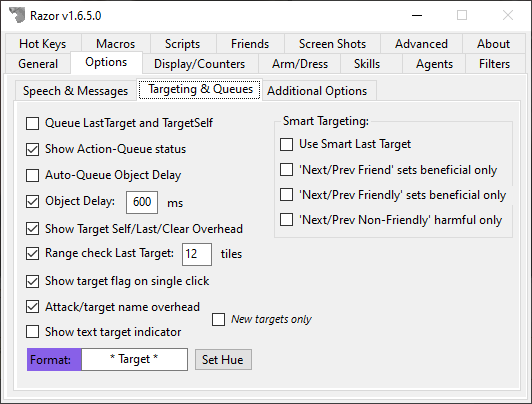 Razor v1.6.5.0
Hot Keys Macros Scripts Friends Screen Shots Advanced About
General Options Display/Counters Arm/Dress Skills Agents Filters
Speech & Messages Targeting & Queues Additional Options
Queue LastTarget and TargetSelf
Show Action-Queue status
Auto-Queue Object Delay
Object Delay: 600 ms
Show Target Self/Last/Clear Overhead
Range check Last Target: 12 tiles
Show target flag on single click
Attack/target name overhead
New targets only
Show text target indicator
Format: * Target * Set Hue
Smart Targeting:
Use Smart Last Target
'Next/Prev Friend' sets beneficial only
'Next/Prev Friendly' sets beneficial only
'Next/Prev Non-Friendly' harmful only